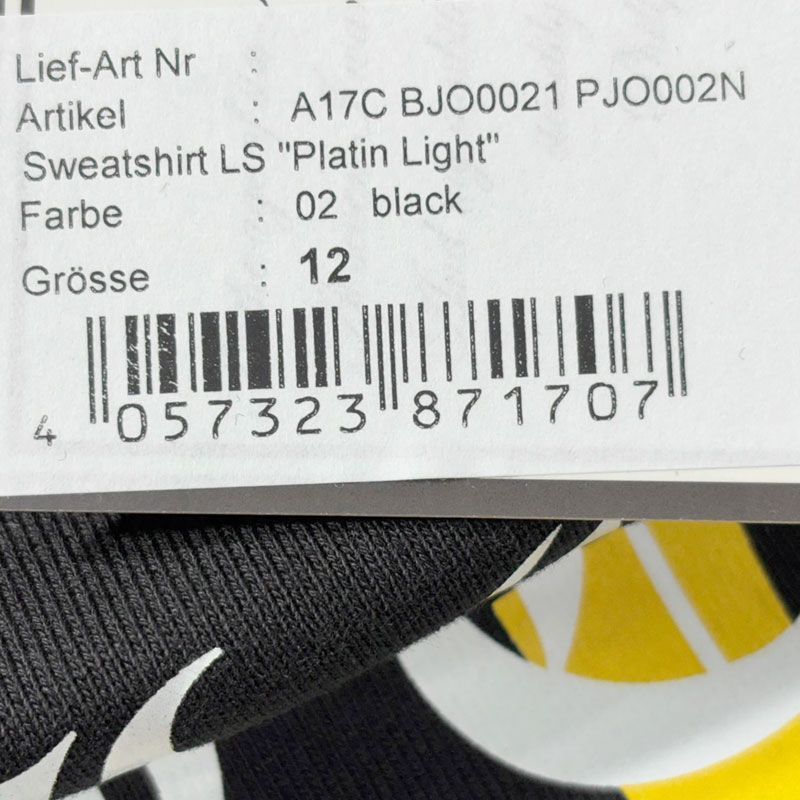 Lief-Art Nr :
Artikel : A17C BJO0021 PJO002N
Sweatshirt LS "Platin Light"
Farbe : 02 black
Grösse : 12
4 057323 871707